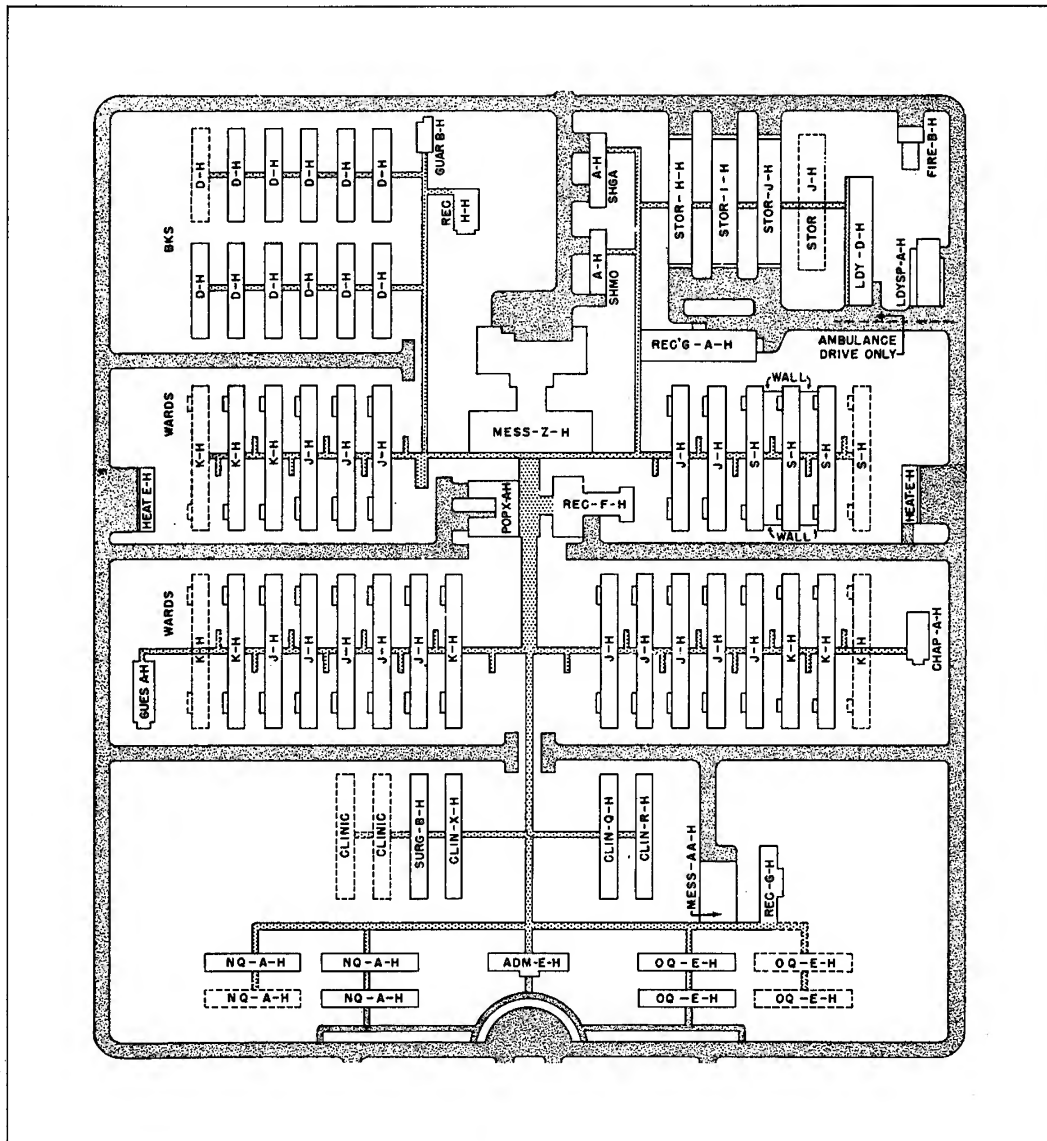 D-H
D-H
D-H
D-H
D-H
D-H
GUAR B-H
REC
H-H
BKS
D-H
D-H
D-H
D-H
D-H
D-H
A-H
SHGA
A-H
SHMO
STOR-H-H
STOR-I-H
STOR-J-H
STOR J-H
LDY-D-H
FIRE-B-H
LDYSP-A-H
REC'G-A-H
AMBULANCE
DRIVE ONLY
WARDS
K-H
K-H
K-H
J-H
J-H
J-H
MESS-Z-H
WALL
J-H
J-H
S-H
S-H
S-H
S-H
WALL
HEAT E-H
POPX-A-H
REC-F-H
HEAT-E-H
WARDS
K-H
K-H
J-H
J-H
J-H
J-H
J-H
K-H
J-H
J-H
J-H
J-H
J-H
K-H
K-H
K-H
GUES A-H
CHAP-A-H
CLINIC
CLINIC
SURG-B-H
CLIN-X-H
CLIN-Q-H
CLIN-R-H
MESS-AA-H
REC-G-H
NQ-A-H
NQ-A-H
ADM-E-H
OQ-E-H
OQ-E-H
NQ-A-H
NQ-A-H
OQ-E-H
OQ-E-H